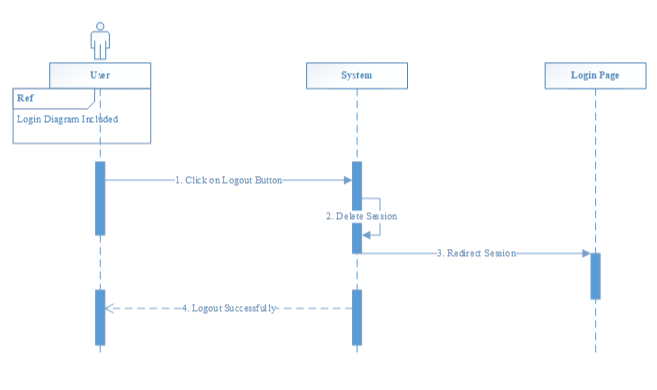 User
System
Login Page
Ref
Login Diagram Included
1. Click on Logout Button
2. Delete Session
3. Redirect Session
4. Logout Successfully